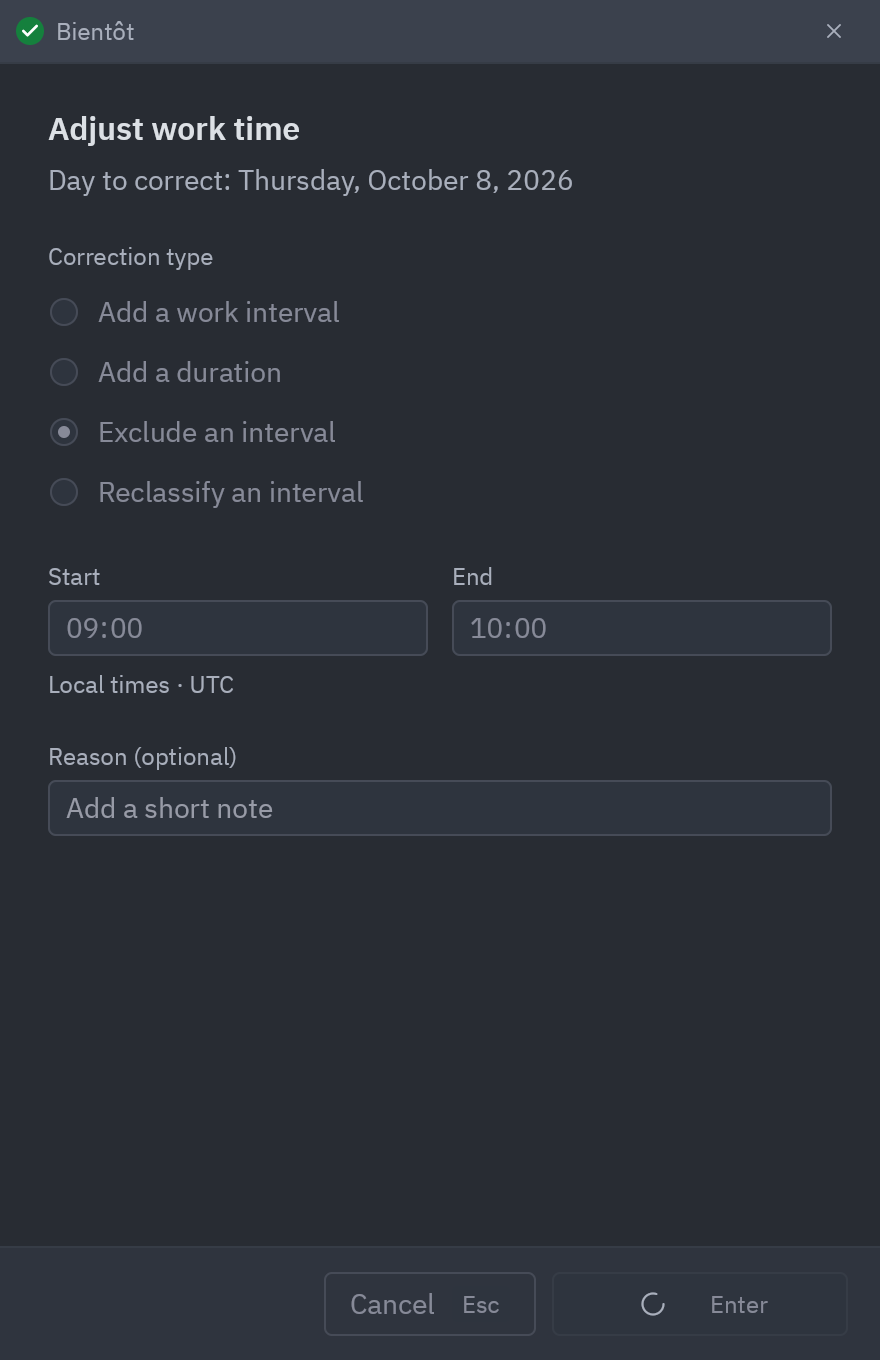 Bientôt
Adjust work time
Day to correct: Thursday, October 8, 2026
Correction type
Add a work interval
Add a duration
Exclude an interval
Reclassify an interval
Start End
09:00 10:00
Local times · UTC
Reason (optional)
Add a short note
Cancel Esc Enter